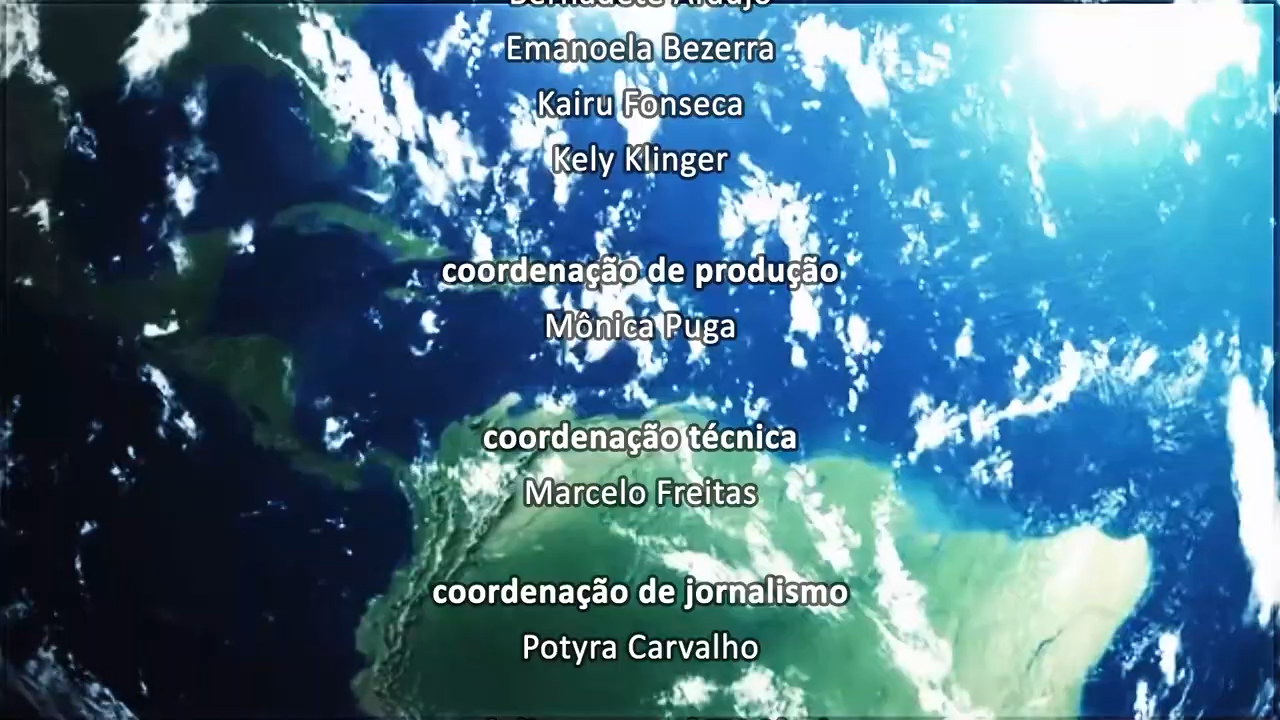 Emanoela Bezerra
Kairu Fonseca
Kely Klinger
coordenação de produção
Mônica Puga
coordenação técnica
Marcelo Freitas
coordenação de jornalismo
Potyra Carvalho